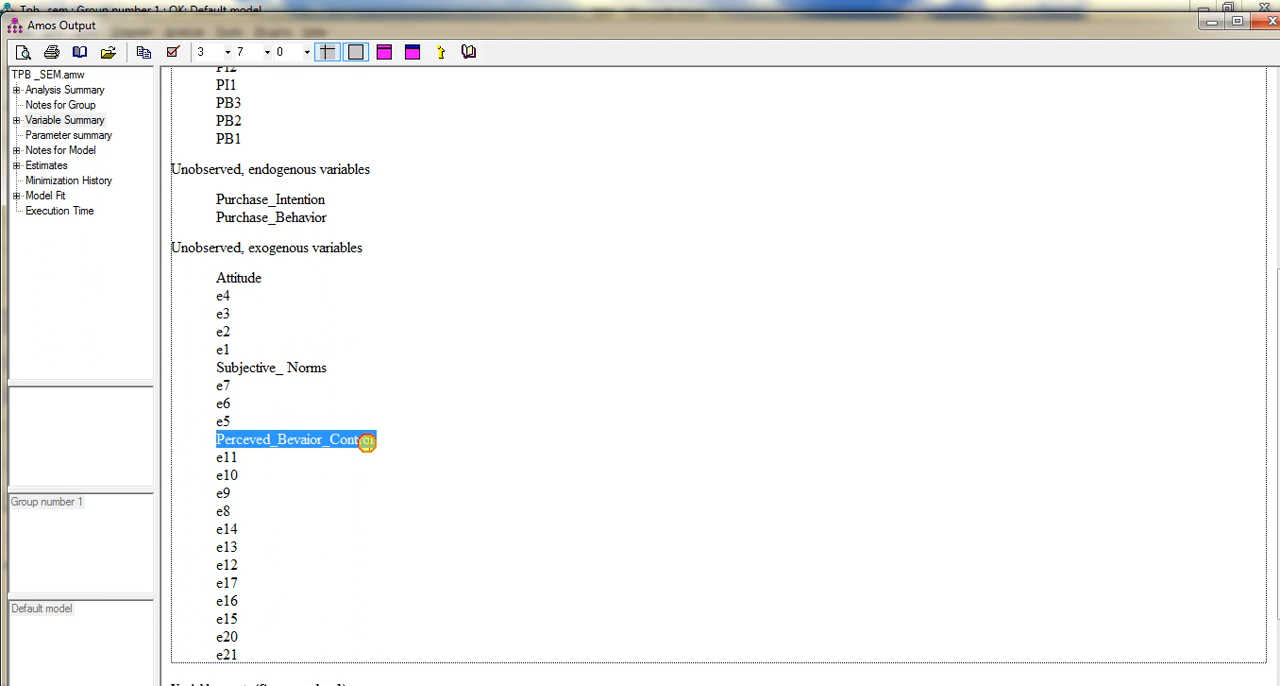 Amos Output
3
7
0
TPB _SEM.amw
Analysis Summary
Notes for Group
Variable Summary
Parameter summary
Notes for Model
Estimates
Minimization History
Model Fit
Execution Time
Group number 1
Default model
PI2
PI1
PB3
PB2
PB1
Unobserved, endogenous variables
Purchase_Intention
Purchase_Behavior
Unobserved, exogenous variables
Attitude
e4
e3
e2
e1
Subjective_ Norms
e7
e6
e5
Perceved_Bevaior_Control
e11
e10
e9
e8
e14
e13
e12
e17
e16
e15
e20
e21